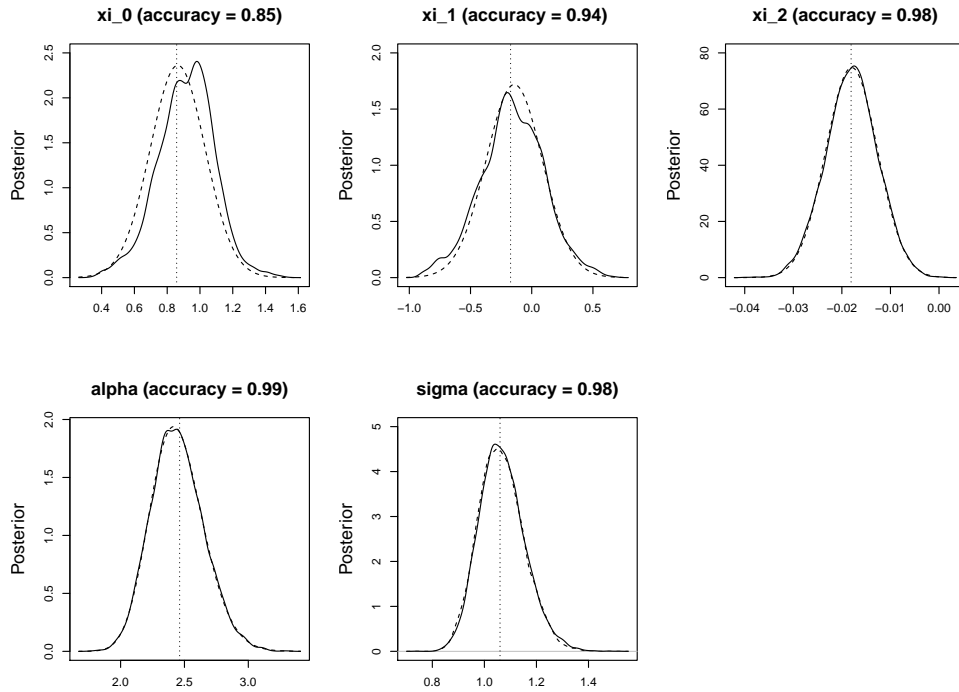 xi_0 (accuracy = 0.85)
Posterior
0.0 0.5 1.0 1.5 2.0 2.5
0.4 0.6 0.8 1.0 1.2 1.4 1.6
xi_1 (accuracy = 0.94)
Posterior
0.0 0.5 1.0 1.5 2.0
−1.0 −0.5 0.0 0.5
xi_2 (accuracy = 0.98)
Posterior
0 20 40 60 80
−0.04 −0.03 −0.02 −0.01 0.00
alpha (accuracy = 0.99)
Posterior
0.0 0.5 1.0 1.5 2.0
2.0 2.5 3.0
sigma (accuracy = 0.98)
Posterior
0 1 2 3 4 5
0.8 1.0 1.2 1.4